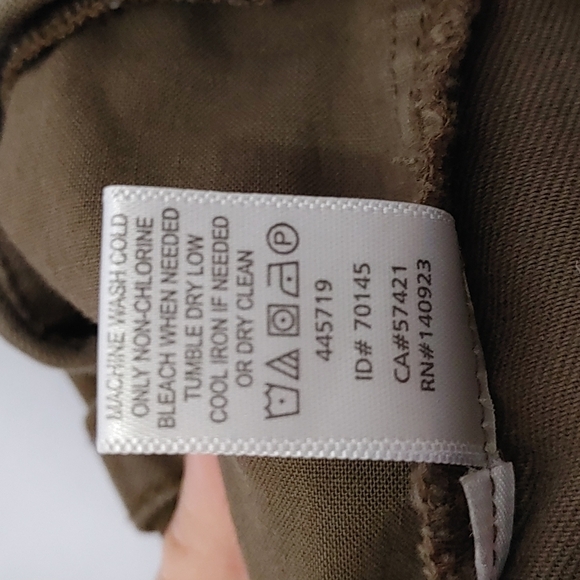 MACHINE WASH COLD
ONLY NON-CHLORINE
BLEACH WHEN NEEDED
TUMBLE DRY LOW
COOL IRON IF NEEDED
OR DRY CLEAN
P
445719
ID# 70145
CA#57421
RN#140923